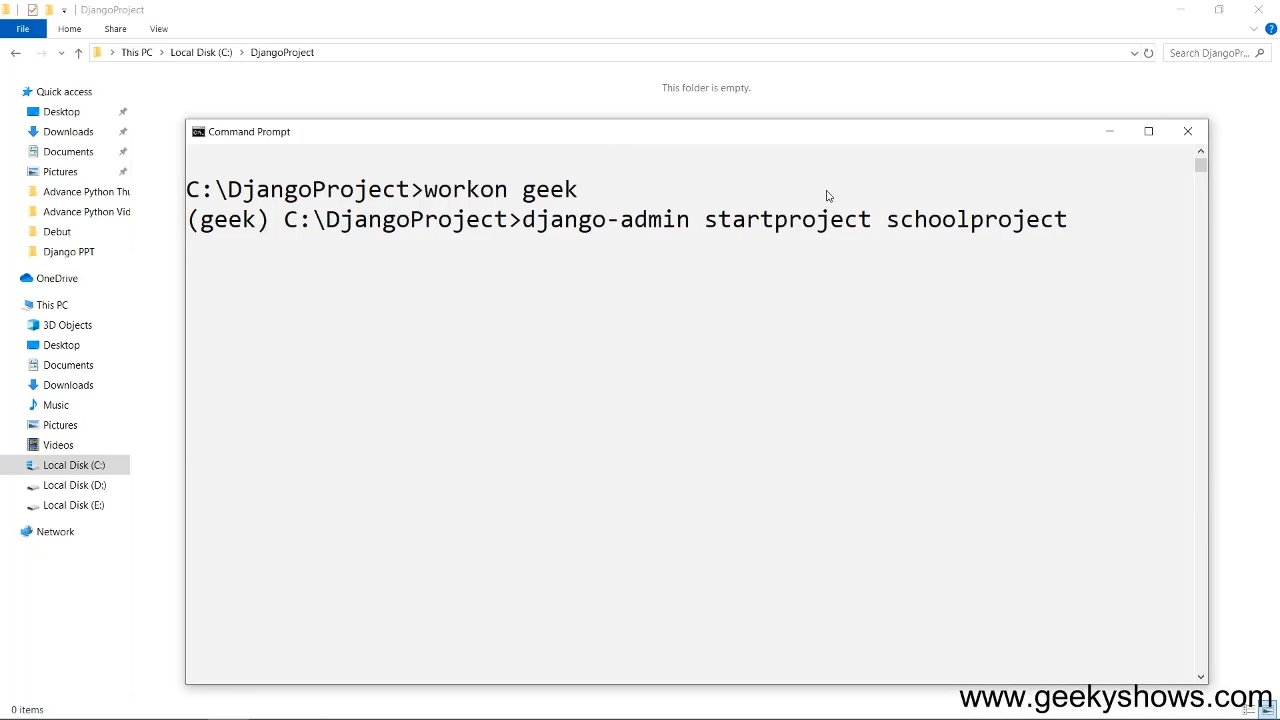 DjangoProject
File Home Share View
This PC Local Disk (C:) DjangoProject
Search DjangoPr...
This folder is empty.
Quick access
Desktop
Downloads
Documents
Pictures
Advance Python Thu
Advance Python Vid
Debut
Django PPT
OneDrive
This PC
3D Objects
Desktop
Documents
Downloads
Music
Pictures
Videos
Local Disk (C:)
Local Disk (D:)
Local Disk (E:)
Network
Command Prompt
C:\DjangoProject>workon geek
(geek) C:\DjangoProject>django-admin startproject schoolproject
0 items
www.geekyshows.com